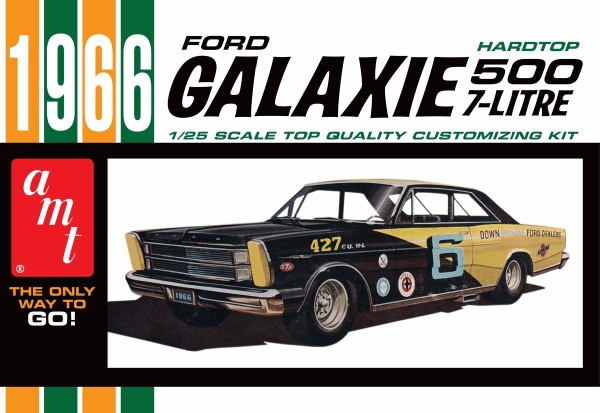 1966
FORD
GALAXIE
HARDTOP
500
7-LITRE
1/25 SCALE TOP QUALITY CUSTOMIZING KIT
amt
®
THE ONLY
WAY TO
GO!
427 CU. IN.
STP
6
DOWN
FORD DEALERS
1966